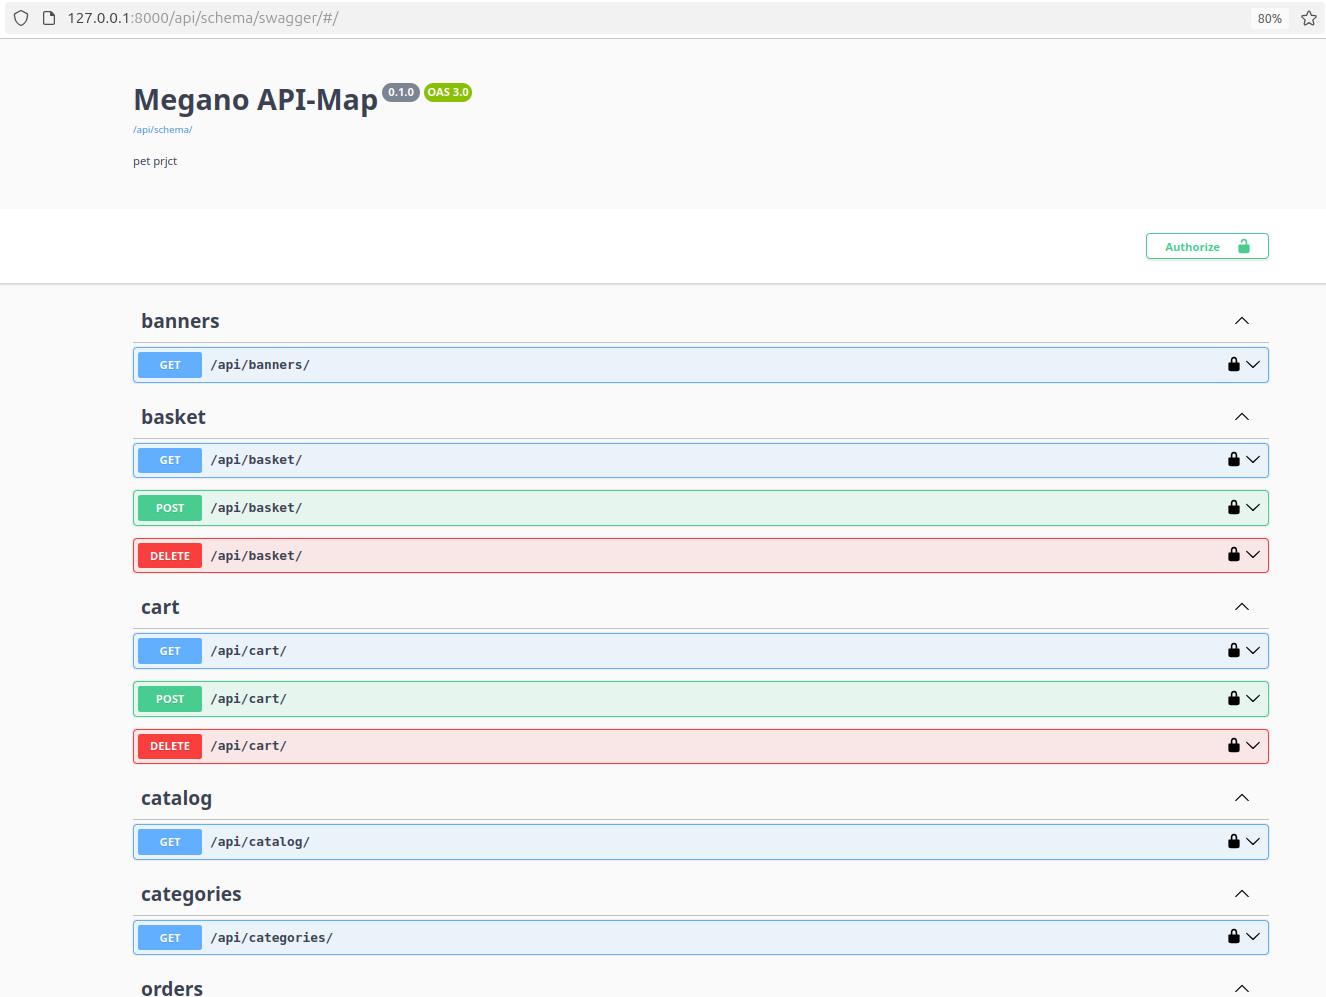 127.0.0.1:8000/api/schema/swagger/#/
80%
Megano API-Map 0.1.0 OAS 3.0
/api/schema/
pet prjct
Authorize
banners
GET /api/banners/
basket
GET /api/basket/
POST /api/basket/
DELETE /api/basket/
cart
GET /api/cart/
POST /api/cart/
DELETE /api/cart/
catalog
GET /api/catalog/
categories
GET /api/categories/
orders